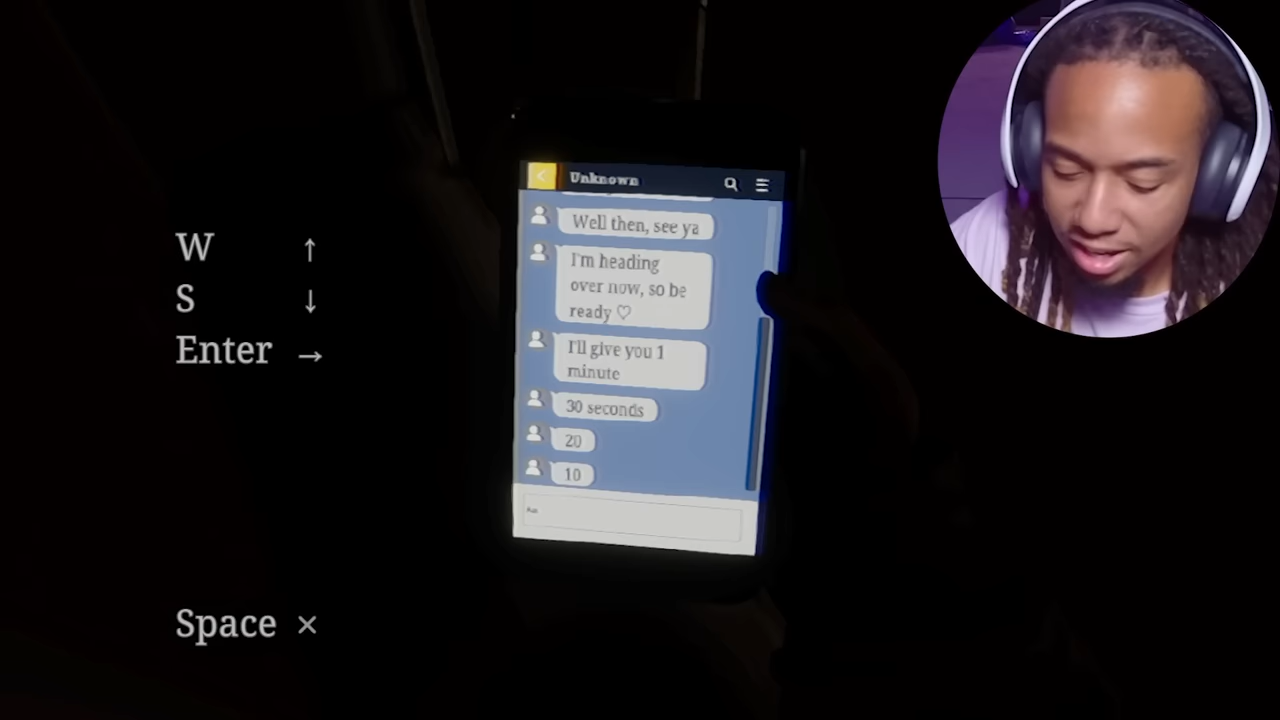 Unknown
Well then, see ya
I'm heading
over now, so be
ready ♡
I'll give you 1
minute
30 seconds
20
10
W ↑
S ↓
Enter →
Space ×